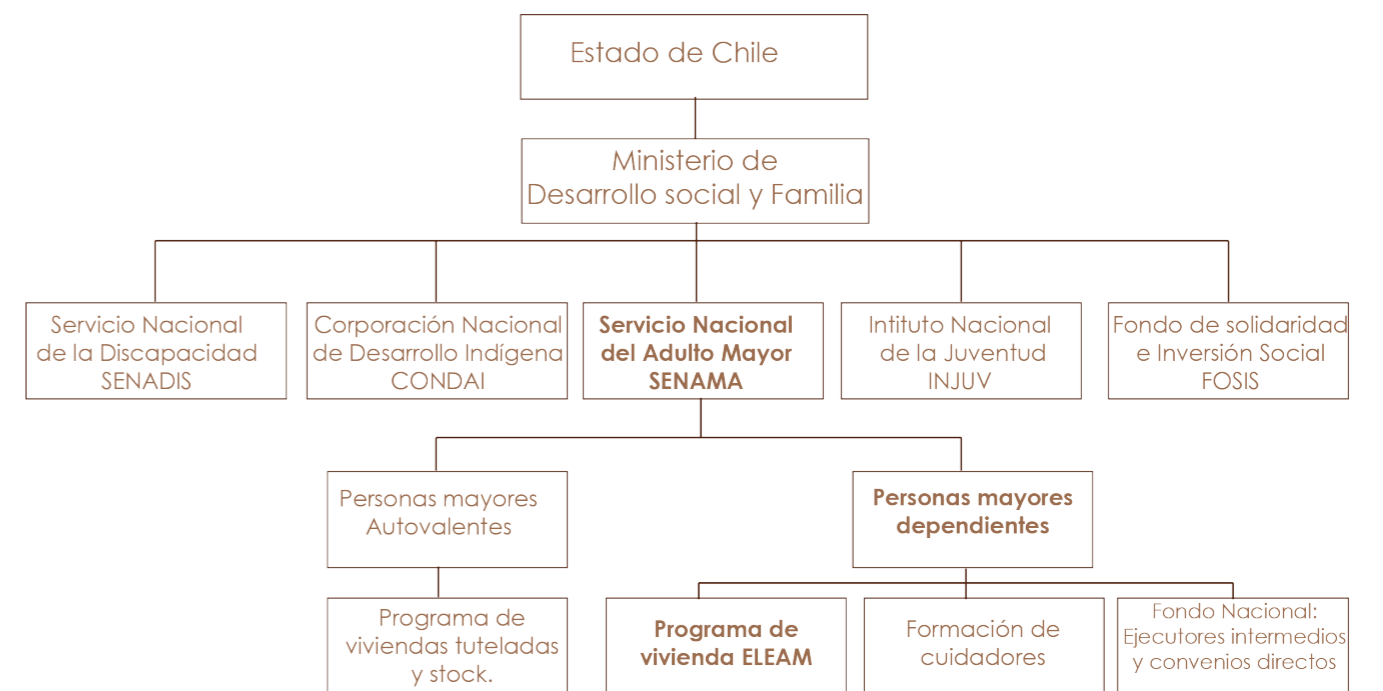 Estado de Chile
Ministerio de
Desarrollo social y Familia
Servicio Nacional
de la Discapacidad
SENADIS
Corporación Nacional
de Desarrollo Indígena
CONDAI
Servicio Nacional
del Adulto Mayor
SENAMA
Intituto Nacional
de la Juventud
INJUV
Fondo de solidaridad
e Inversión Social
FOSIS
Personas mayores
Autovalentes
Personas mayores
dependientes
Programa de
viviendas tuteladas
y stock.
Programa de
vivienda ELEAM
Formación de
cuidadores
Fondo Nacional:
Ejecutores intermedios
y convenios directos